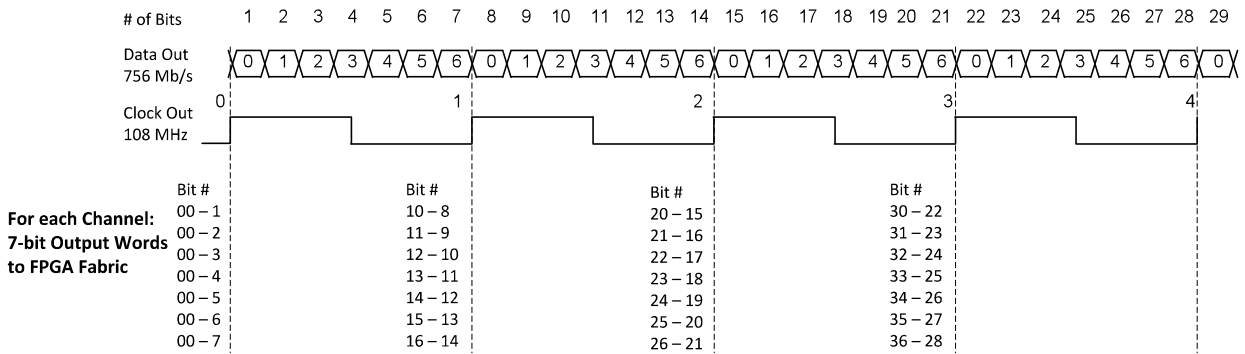 # of Bits 1 2 3 4 5 6 7 8 9 10 11 12 13 14 15 16 17 18 19 20 21 22 23 24 25 26 27 28 29
Data Out 0 1 2 3 4 5 6 0 1 2 3 4 5 6 0 1 2 3 4 5 6 0 1 2 3 4 5 6 0
756 Mb/s
0 1 2 3 4
Clock Out
108 MHz
For each Channel:
7-bit Output Words
to FPGA Fabric
Bit #
00 – 1
00 – 2
00 – 3
00 – 4
00 – 5
00 – 6
00 – 7
Bit #
10 – 8
11 – 9
12 – 10
13 – 11
14 – 12
15 – 13
16 – 14
Bit #
20 – 15
21 – 16
22 – 17
23 – 18
24 – 19
25 – 20
26 – 21
Bit #
30 – 22
31 – 23
32 – 24
33 – 25
34 – 26
35 – 27
36 – 28